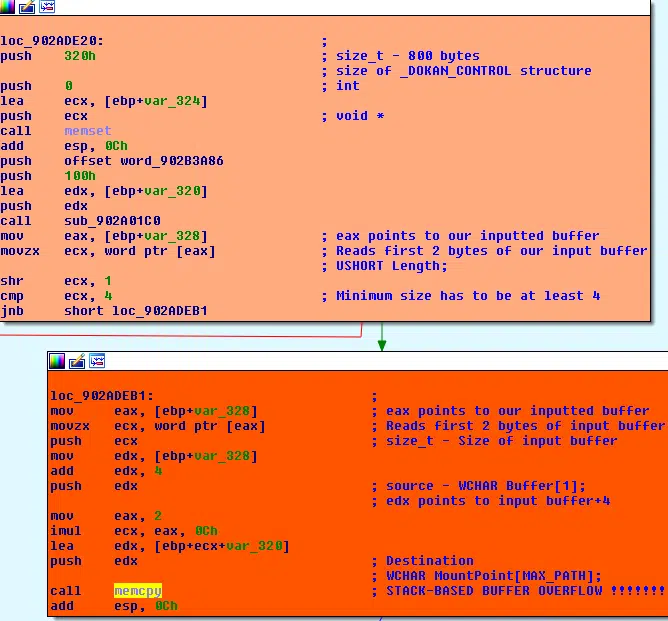 loc_902ADE20: ;
push 320h ; size_t - 800 bytes
; size of _DOKAN_CONTROL structure
push 0 ; int
lea ecx, [ebp+var_324]
push ecx ; void *
call memset
add esp, 0Ch
push offset word_902B3A86
push 100h
lea edx, [ebp+var_320]
push edx
call sub_902A01C0
mov eax, [ebp+var_328] ; eax points to our inputted buffer
movzx ecx, word ptr [eax] ; Reads first 2 bytes of our input buffer
; USHORT Length;
shr ecx, 1
cmp ecx, 4 ; Minimum size has to be at least 4
jnb short loc_902ADEB1
loc_902ADEB1: ;
mov eax, [ebp+var_328] ; eax points to our inputted buffer
movzx ecx, word ptr [eax] ; Reads first 2 bytes of input buffer
push ecx ; size_t - Size of input buffer
mov edx, [ebp+var_328]
add edx, 4
push edx ; source - WCHAR Buffer[1];
; edx points to input buffer+4
mov eax, 2
imul ecx, eax, 0Ch
lea edx, [ebp+ecx+var_320]
push edx ; Destination
; WCHAR MountPoint[MAX_PATH];
call memcpy ; STACK-BASED BUFFER OVERFLOW !!!!!!!
add esp, 0Ch